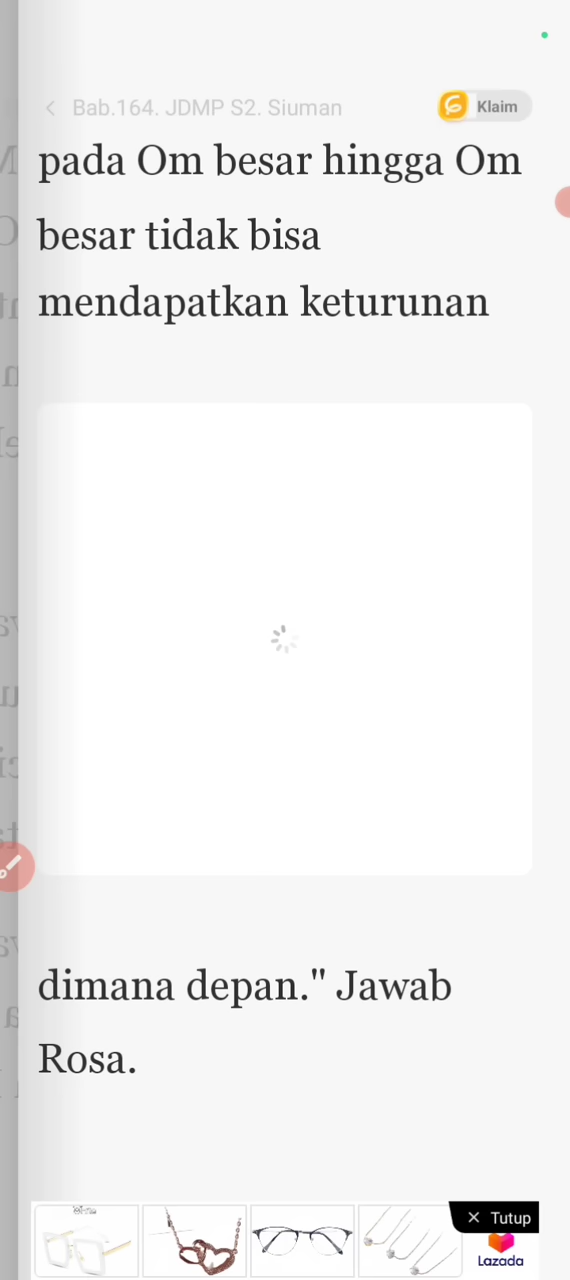 Bab.164. JDMP S2. Siuman
Klaim
pada Om besar hingga Om
besar tidak bisa
mendapatkan keturunan
dimana depan." Jawab
Rosa.
× Tutup
Lazada